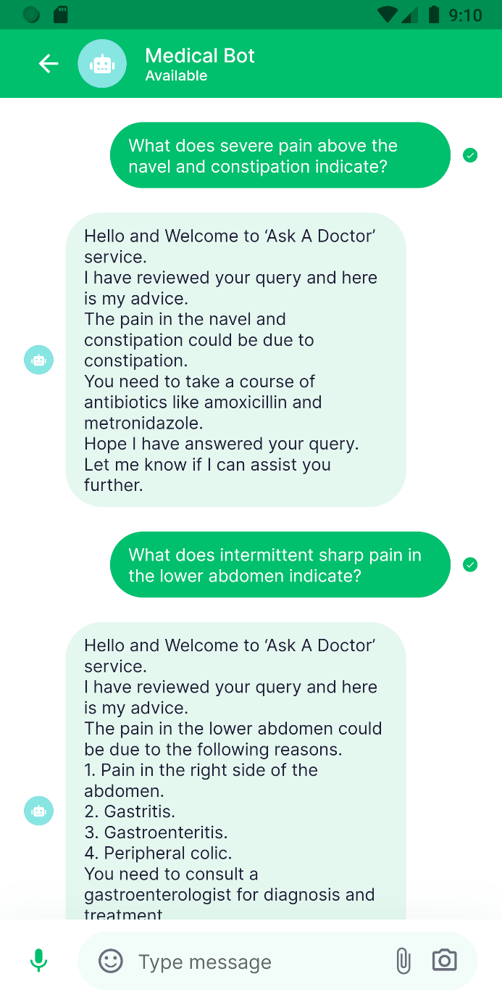 9:10
Medical Bot
Available
What does severe pain above the
navel and constipation indicate?
Hello and Welcome to ‘Ask A Doctor’
service.
I have reviewed your query and here
is my advice.
The pain in the navel and
constipation could be due to
constipation.
You need to take a course of
antibiotics like amoxicillin and
metronidazole.
Hope I have answered your query.
Let me know if I can assist you
further.
What does intermittent sharp pain in
the lower abdomen indicate?
Hello and Welcome to ‘Ask A Doctor’
service.
I have reviewed your query and here
is my advice.
The pain in the lower abdomen could
be due to the following reasons.
1. Pain in the right side of the
abdomen.
2. Gastritis.
3. Gastroenteritis.
4. Peripheral colic.
You need to consult a
gastroenterologist for diagnosis and
treatment.
Type message